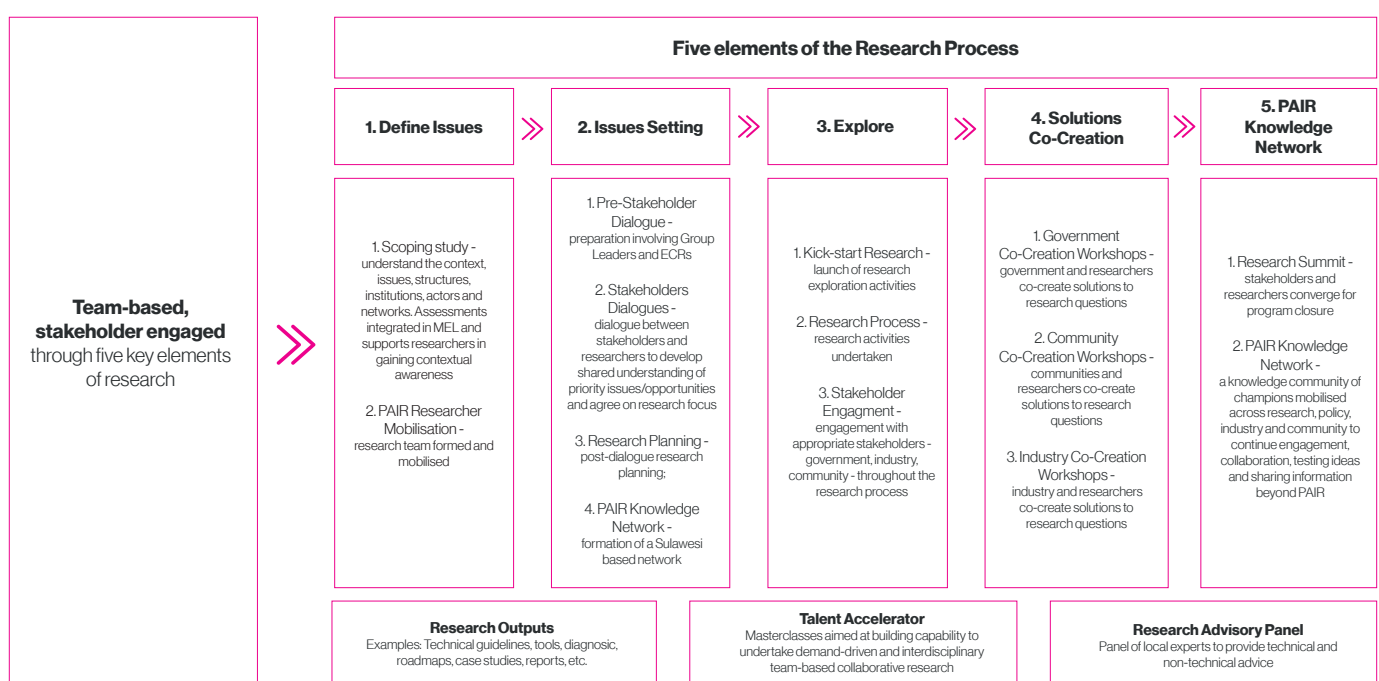 Team-based,
stakeholder engaged
through five key elements
of research
Five elements of the Research Process
1. Define Issues
2. Issues Setting
3. Explore
4. Solutions
Co-Creation
5. PAIR
Knowledge
Network
1. Scoping study -
understand the context,
issues, structures,
institutions, actors and
networks. Assessments
integrated in MEL and
supports researchers in
gaining contextual
awareness
2. PAIR Researcher
Mobilisation -
research team formed and
mobilised
1. Pre-Stakeholder
Dialogue -
preparation involving Group
Leaders and ECRs
2. Stakeholders
Dialogues -
dialogue between
stakeholders and
researchers to develop
shared understanding of
priority issues/opportunities
and agree on research focus
3. Research Planning -
post-dialogue research
planning;
4. PAIR Knowledge
Network -
formation of a Sulawesi
based network
1. Kick-start Research -
launch of research
exploration activities
2. Research Process -
research activities
undertaken
3. Stakeholder
Engagment -
engagement with
appropriate stakeholders -
government, industry,
community - throughout the
research process
1. Government
Co-Creation Workshops -
government and researchers
co-create solutions to
research questions
2. Community
Co-Creation Workshops -
communities and
researchers co-create
solutions to research
questions
3. Industry Co-Creation
Workshops -
industry and researchers
co-create solutions to
research questions
1. Research Summit -
stakeholders and
researchers converge for
program closure
2. PAIR Knowledge
Network -
a knowledge community of
champions mobilised
across research, policy,
industry and community to
continue engagement,
collaboration, testing ideas
and sharing information
beyond PAIR
Research Outputs
Examples: Technical guidelines, tools, diagnostic,
roadmaps, case studies, reports, etc.
Talent Accelerator
Masterclasses aimed at building capability to
undertake demand-driven and interdisciplinary
team-based collaborative research
Research Advisory Panel
Panel of local experts to provide technical and
non-technical advice